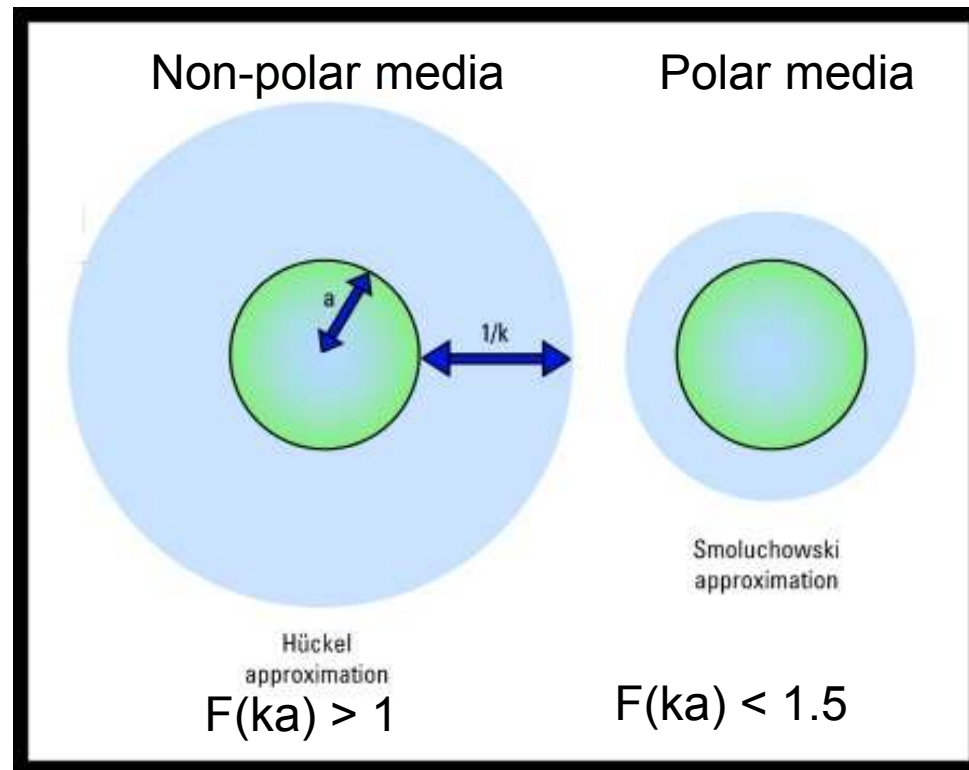 Non-polar media
Polar media
a
1/k
Smoluchowski
approximation
Hückel
approximation
F(ka) > 1
F(ka) < 1.5